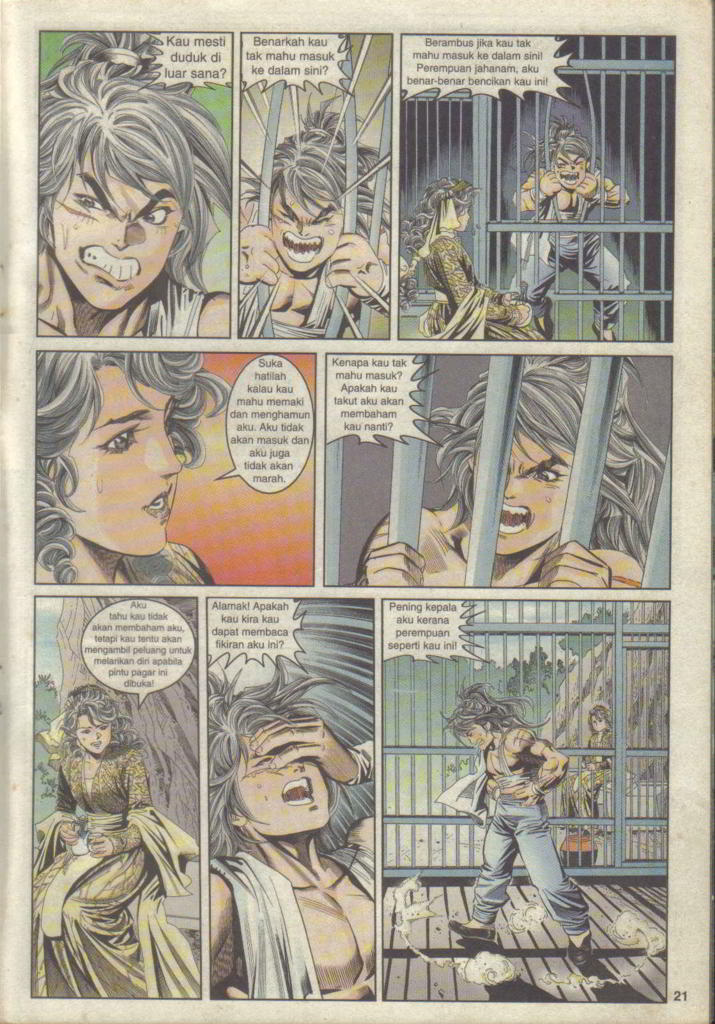 Kau mesti
duduk di
luar sana?
Benarkah kau
tak mahu masuk
ke dalam sini?
Berambus jika kau tak
mahu masuk ke dalam sini!
Perempuan jahanam, aku
benar-benar bencikan kau ini!
Suka
hatilah
kalau kau
mahu memaki
dan menghamun
aku. Aku tidak
akan masuk dan
aku juga
tidak akan
marah.
Kenapa kau tak
mahu masuk?
Apakah kau
takut aku akan
membaham
kau nanti?
Aku
tahu kau tidak
akan membaham aku,
tetapi kau tentu akan
mengambil peluang untuk
melarikan diri apabila
pintu pagar ini
dibuka!
Alamak! Apakah
kau kira kau
dapat membaca
fikiran aku ini?
Pening kepala
aku kerana
perempuan
seperti kau ini!
21